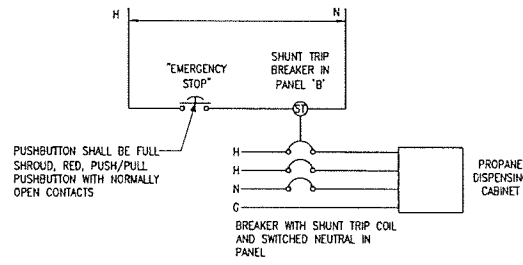 H
N
"EMERGENCY
STOP"
SHUNT TRIP
BREAKER IN
PANEL 'B'
ST
PUSHBUTTON SHALL BE FULL
SHROUD, RED, PUSH/PULL
PUSHBUTTON WITH NORMALLY
OPEN CONTACTS
H
H
N
G
PROPANE
DISPENSING
CABINET
BREAKER WITH SHUNT TRIP COIL
AND SWITCHED NEUTRAL IN
PANEL